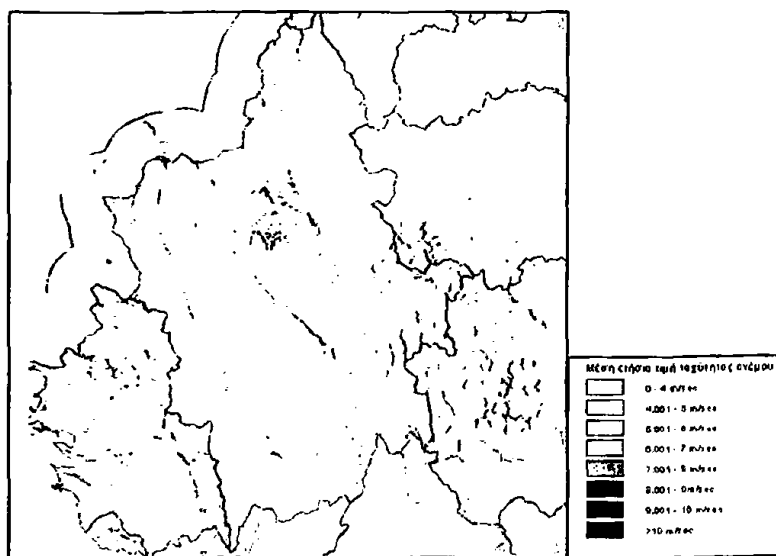 Μέση ετήσια τιμή ταχύτητας ανέμου
0 - 4 m/sec
4,001 - 5 m/sec
5,001 - 6 m/sec
6,001 - 7 m/sec
7,001 - 8 m/sec
8,001 - 9 m/sec
9,001 - 10 m/sec
>10 m/sec